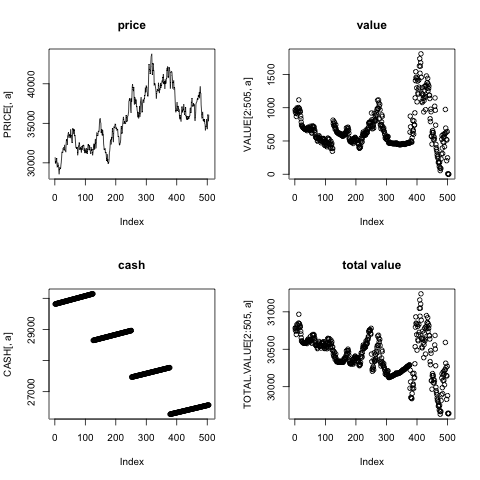 price
PRICE[, a]
30000 35000 40000
0 100 200 300 400 500
Index
value
VALUE[2:505, a]
0 500 1000 1500
0 100 200 300 400 500
Index
cash
CASH[, a]
27000 29000
0 100 200 300 400 500
Index
total value
TOTAL.VALUE[2:505, a]
30000 30500 31000
0 100 200 300 400 500
Index